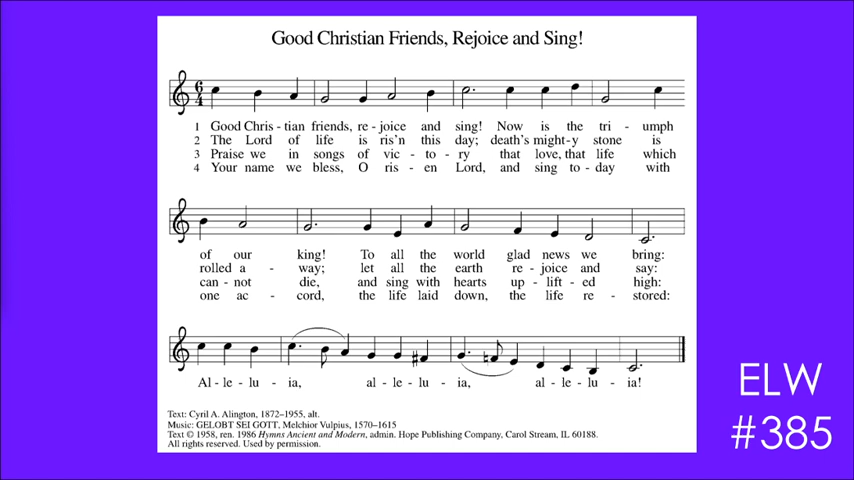 Good Christian Friends, Rejoice and Sing!
6
4
1 Good Chris - tian friends, re - joice and sing! Now is the tri - umph
2 The Lord of life is ris'n this day; death's might-y stone is
3 Praise we in songs of vic - to - ry that love, that life which
4 Your name we bless, O ris - en Lord, and sing to - day with
of our king! To all the world glad news we bring:
rolled a - way; let all the earth re - joice and say:
can - not die, and sing with hearts up - lift - ed high:
one ac - cord, the life laid down, the life re - stored:
Al - le - lu - ia, al - le - lu - ia, al - le - lu - ia!
Text: Cyril A. Alington, 1872–1955, alt.
Music: GELOBT SEI GOTT, Melchior Vulpius, 1570–1615
Text © 1958, ren. 1986 Hymns Ancient and Modern, admin. Hope Publishing Company, Carol Stream, IL 60188.
All rights reserved. Used by permission.
ELW
#385